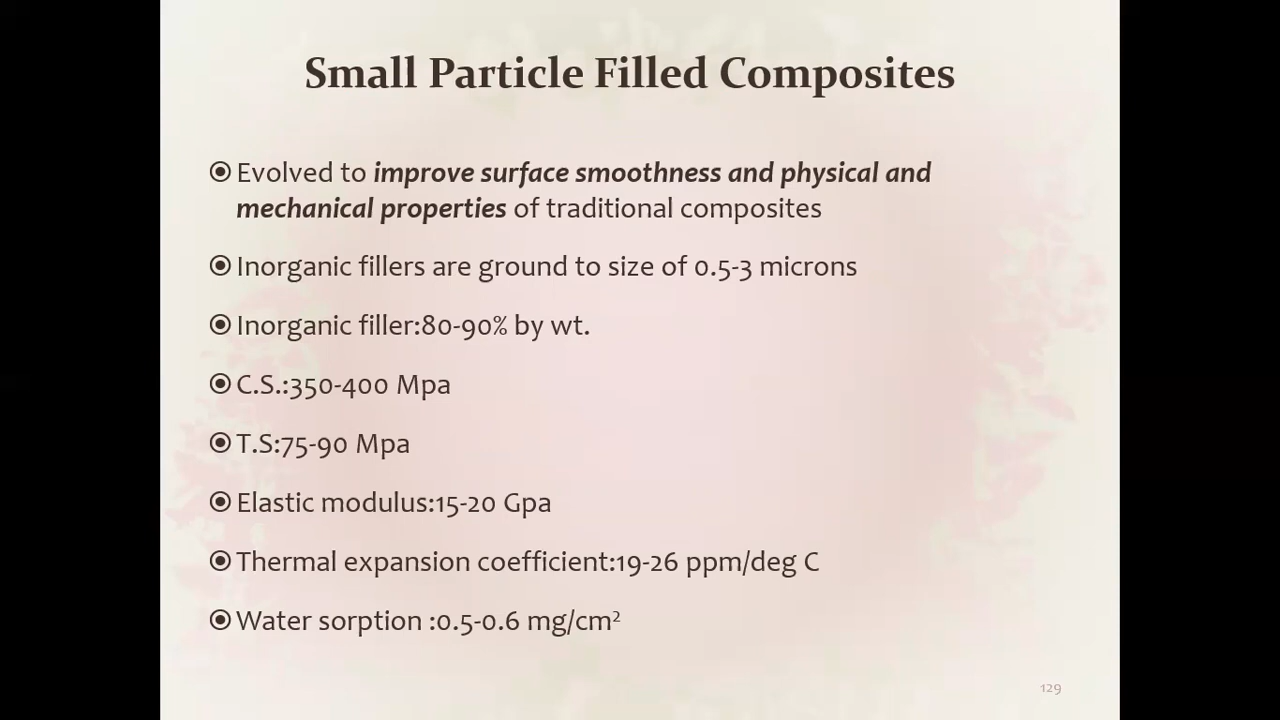 Small Particle Filled Composites
Evolved to improve surface smoothness and physical and
mechanical properties of traditional composites
Inorganic fillers are ground to size of 0.5-3 microns
Inorganic filler:80-90% by wt.
C.S.:350-400 Mpa
T.S:75-90 Mpa
Elastic modulus:15-20 Gpa
Thermal expansion coefficient:19-26 ppm/deg C
Water sorption :0.5-0.6 mg/cm²
129